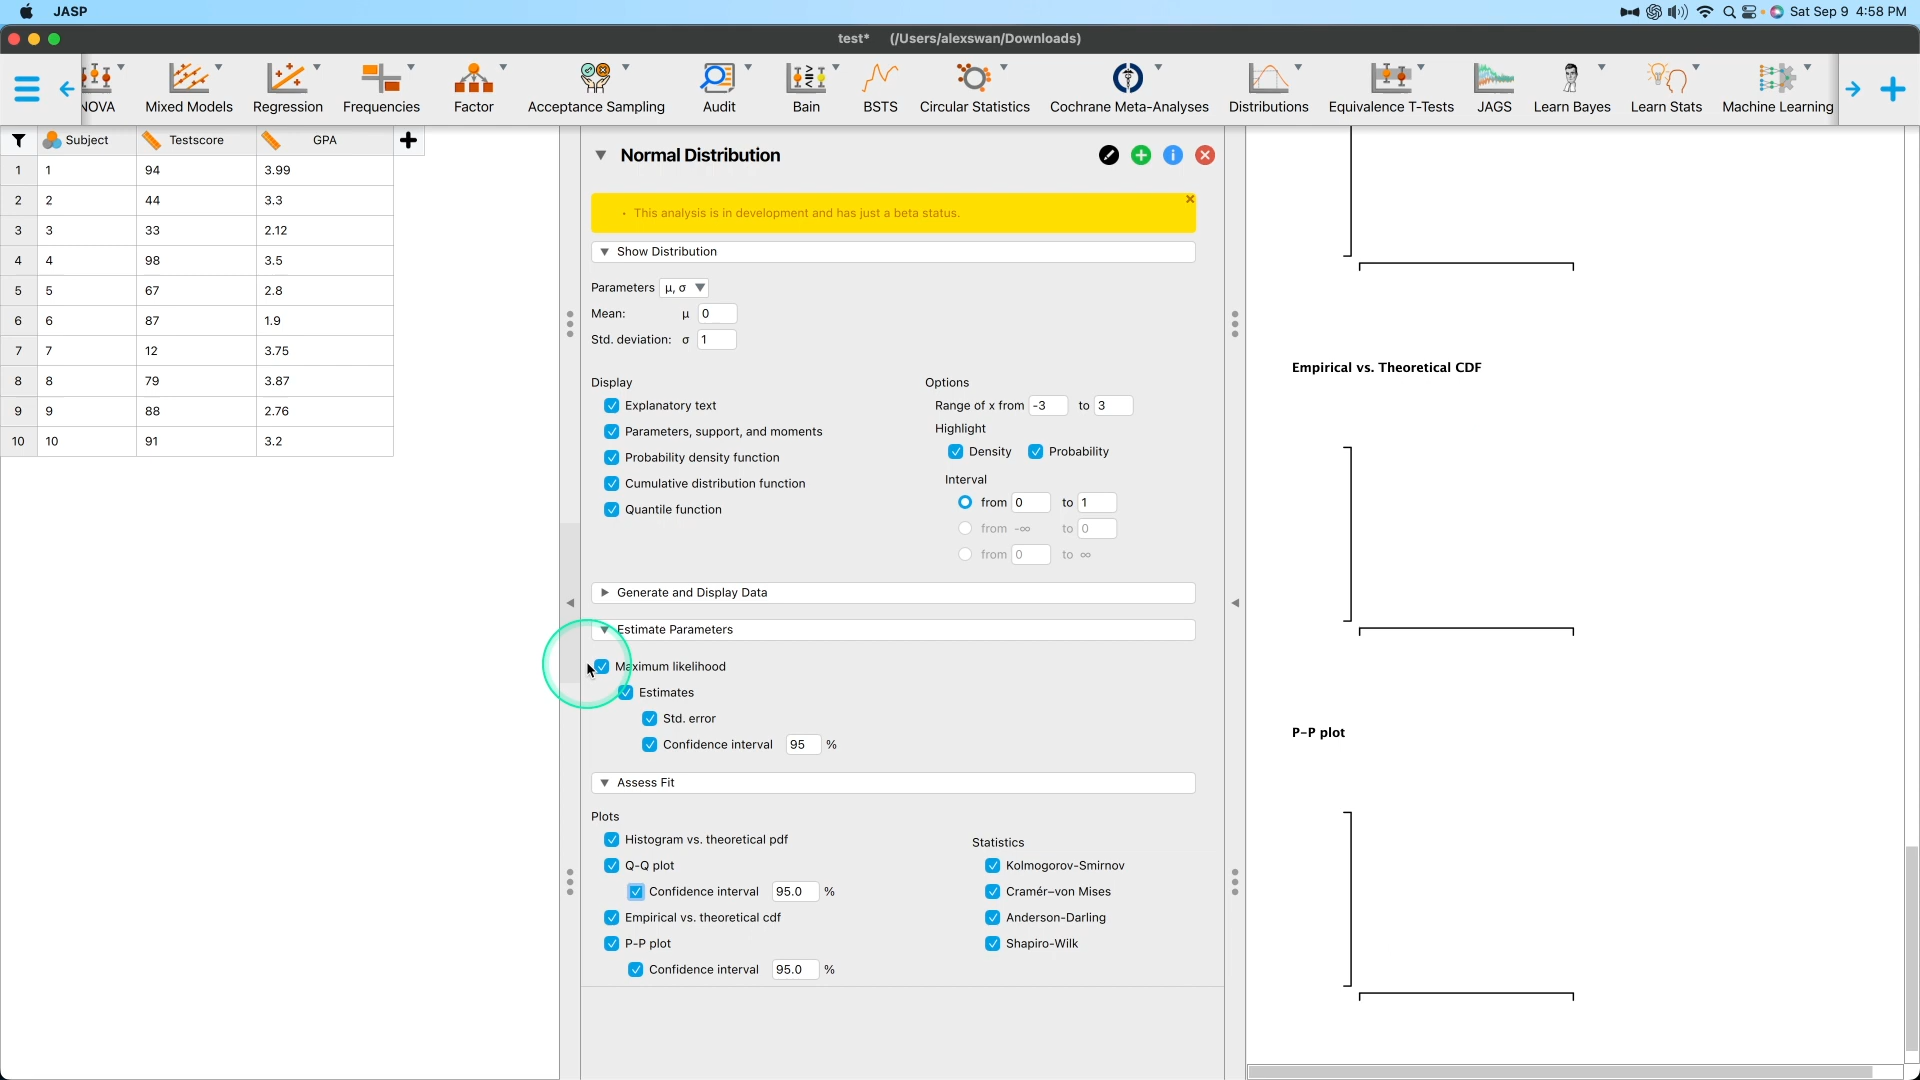 JASP
Sat Sep 9 4:58 PM
test* (/Users/alexswan/Downloads)
NOVA
Mixed Models
Regression
Frequencies
Factor
Acceptance Sampling
Audit
Bain
BSTS
Circular Statistics
Cochrane Meta-Analyses
Distributions
Equivalence T-Tests
JAGS
Learn Bayes
Learn Stats
Machine Learning
Subject Testscore GPA
1 1 94 3.99
2 2 44 3.3
3 3 33 2.12
4 4 98 3.5
5 5 67 2.8
6 6 87 1.9
7 7 12 3.75
8 8 79 3.87
9 9 88 2.76
10 10 91 3.2
Normal Distribution
• This analysis is in development and has just a beta status.
Show Distribution
Parameters μ, σ
Mean: μ 0
Std. deviation: σ 1
Display
Explanatory text
Parameters, support, and moments
Probability density function
Cumulative distribution function
Quantile function
Options
Range of x from -3 to 3
Highlight
Density Probability
Interval
from 0 to 1
from -∞ to 0
from 0 to ∞
Generate and Display Data
Estimate Parameters
Maximum likelihood
Estimates
Std. error
Confidence interval 95 %
Assess Fit
Plots
Histogram vs. theoretical pdf
Q-Q plot
Confidence interval 95.0 %
Empirical vs. theoretical cdf
P-P plot
Confidence interval 95.0 %
Statistics
Kolmogorov-Smirnov
Cramér–von Mises
Anderson-Darling
Shapiro-Wilk
Empirical vs. Theoretical CDF
P-P plot